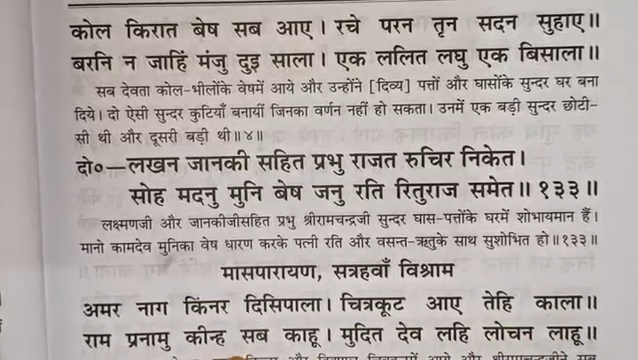 कोल किरात बेष सब आए। रचे परन तृन सदन सुहाए॥
बरनि न जाहिं मंजु दुइ साला। एक ललित लघु एक बिसाला॥
सब देवता कोल-भीलोंके वेषमें आये और उन्होंने [दिव्य] पत्तों और घासोंके सुन्दर घर बना
दिये। दो ऐसी सुन्दर कुटियाँ बनायीं जिनका वर्णन नहीं हो सकता। उनमें एक बड़ी सुन्दर छोटी-
सी थी और दूसरी बड़ी थी॥४॥
दो०—लखन जानकी सहित प्रभु राजत रुचिर निकेत।
सोह मदनु मुनि बेष जनु रति रितुराज समेत॥ १३३॥
लक्ष्मणजी और जानकीजीसहित प्रभु श्रीरामचन्द्रजी सुन्दर घास-पत्तोंके घरमें शोभायमान हैं।
मानो कामदेव मुनिका वेष धारण करके पत्नी रति और वसन्त-ऋतुके साथ सुशोभित हो॥ १३३॥
मासपारायण, सत्रहवाँ विश्राम
अमर नाग किंनर दिसिपाला। चित्रकूट आए तेहि काला॥
राम प्रनामु कीन्ह सब काहू। मुदित देव लहि लोचन लाहू॥